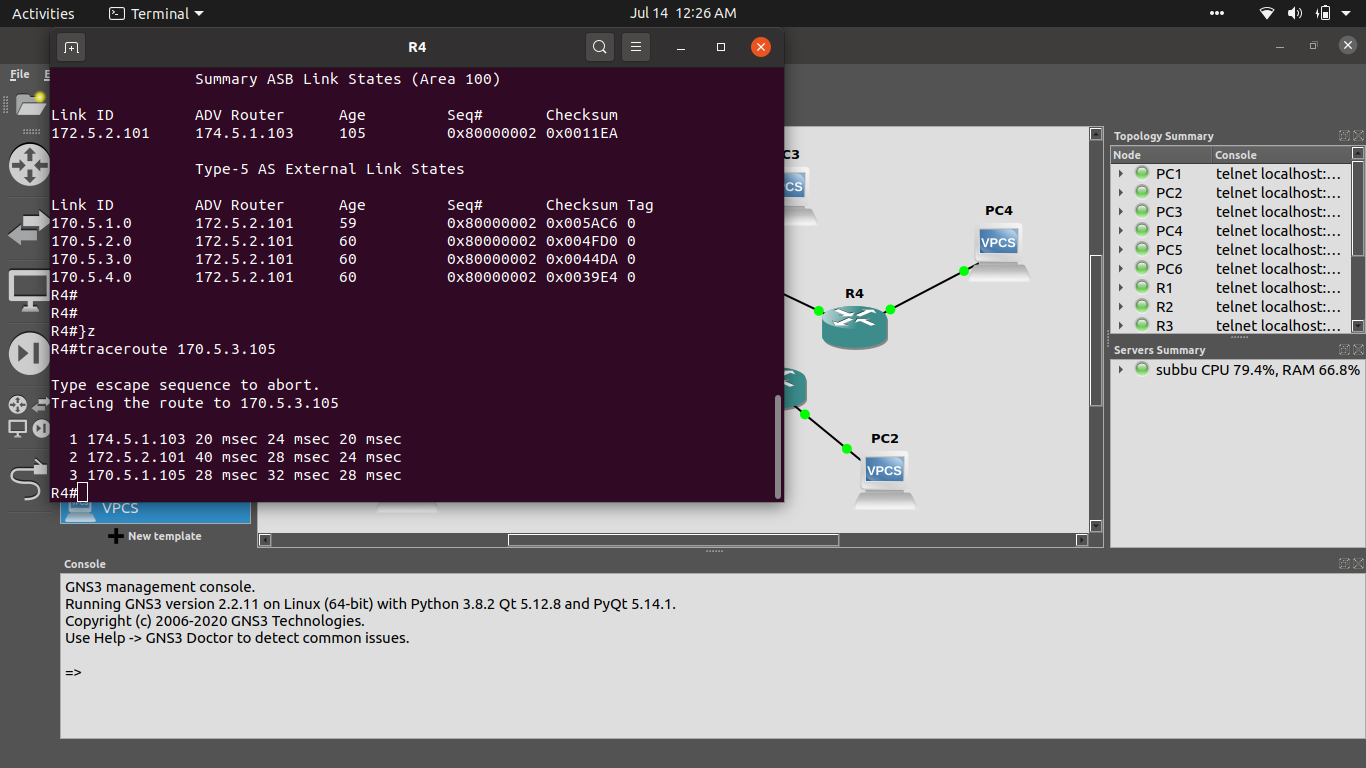 Activities Terminal Jul 14 12:26 AM
R4
File
Summary ASB Link States (Area 100)
Link ID ADV Router Age Seq# Checksum
172.5.2.101 174.5.1.103 105 0x80000002 0x0011EA
Type-5 AS External Link States
Link ID ADV Router Age Seq# Checksum Tag
170.5.1.0 172.5.2.101 59 0x80000002 0x005AC6 0
170.5.2.0 172.5.2.101 60 0x80000002 0x004FD0 0
170.5.3.0 172.5.2.101 60 0x80000002 0x0044DA 0
170.5.4.0 172.5.2.101 60 0x80000002 0x0039E4 0
R4#
R4#
R4#}z
R4#traceroute 170.5.3.105
Type escape sequence to abort.
Tracing the route to 170.5.3.105
1 174.5.1.103 20 msec 24 msec 20 msec
2 172.5.2.101 40 msec 28 msec 24 msec
3 170.5.1.105 28 msec 32 msec 28 msec
R4#
VPCS
New template
C3
CS
PC4
VPCS
R4
PC2
VPCS
Topology Summary
Node Console
PC1 telnet localhost:...
PC2 telnet localhost:...
PC3 telnet localhost:...
PC4 telnet localhost:...
PC5 telnet localhost:...
PC6 telnet localhost:...
R1 telnet localhost:...
R2 telnet localhost:...
R3 telnet localhost:...
Servers Summary
subbu CPU 79.4%, RAM 66.8%
Console
GNS3 management console.
Running GNS3 version 2.2.11 on Linux (64-bit) with Python 3.8.2 Qt 5.12.8 and PyQt 5.14.1.
Copyright (c) 2006-2020 GNS3 Technologies.
Use Help -> GNS3 Doctor to detect common issues.
=>